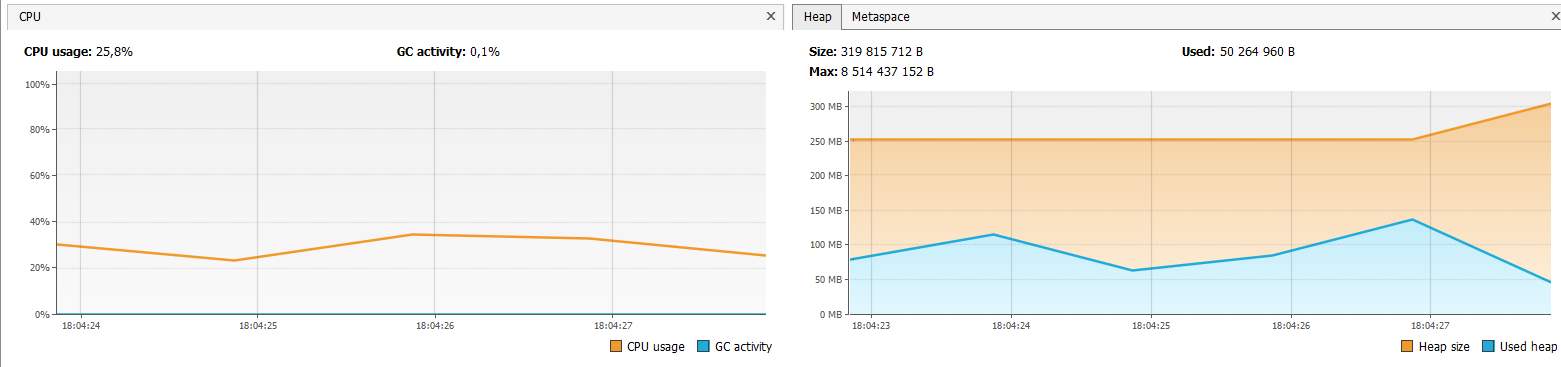 CPU
CPU usage: 25,8%
GC activity: 0,1%
100%
80%
60%
40%
20%
0%
18:04:24
18:04:25
18:04:26
18:04:27
CPU usage
GC activity
Heap
Metaspace
Size: 319 815 712 B
Used: 50 264 960 B
Max: 8 514 437 152 B
300 MB
250 MB
200 MB
150 MB
100 MB
50 MB
0 MB
18:04:23
18:04:24
18:04:25
18:04:26
18:04:27
Heap size
Used heap